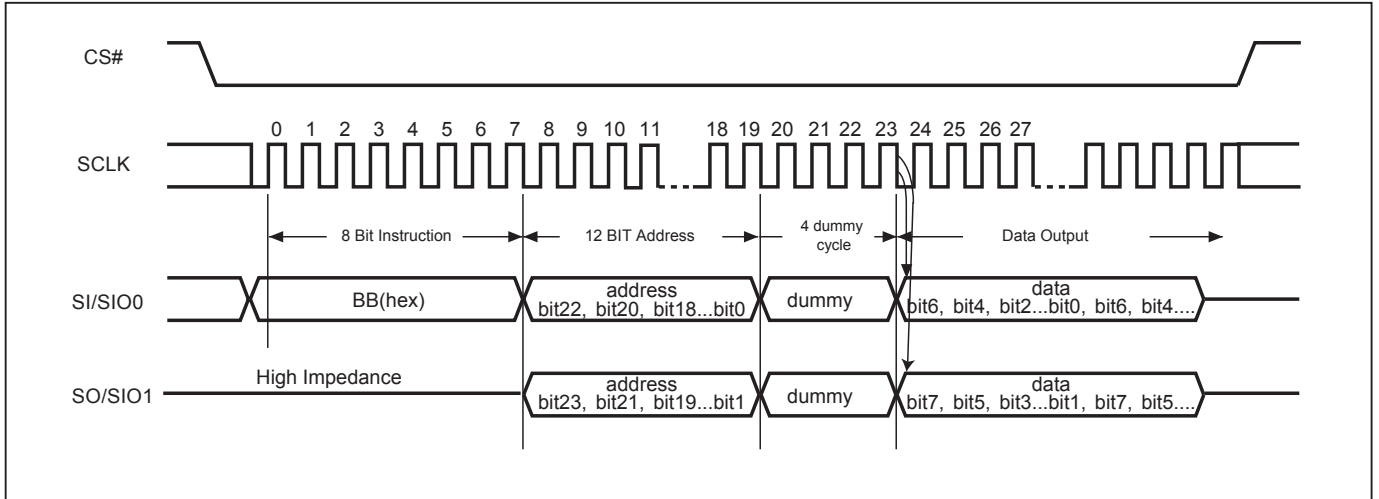 CS#
0 1 2 3 4 5 6 7 8 9 10 11 18 19 20 21 22 23 24 25 26 27
SCLK
8 Bit Instruction
12 BIT Address
4 dummy
cycle
Data Output
SI/SIO0
BB(hex)
address
bit22, bit20, bit18...bit0
dummy
data
bit6, bit4, bit2...bit0, bit6, bit4....
SO/SIO1
High Impedance
address
bit23, bit21, bit19...bit1
dummy
data
bit7, bit5, bit3...bit1, bit7, bit5....